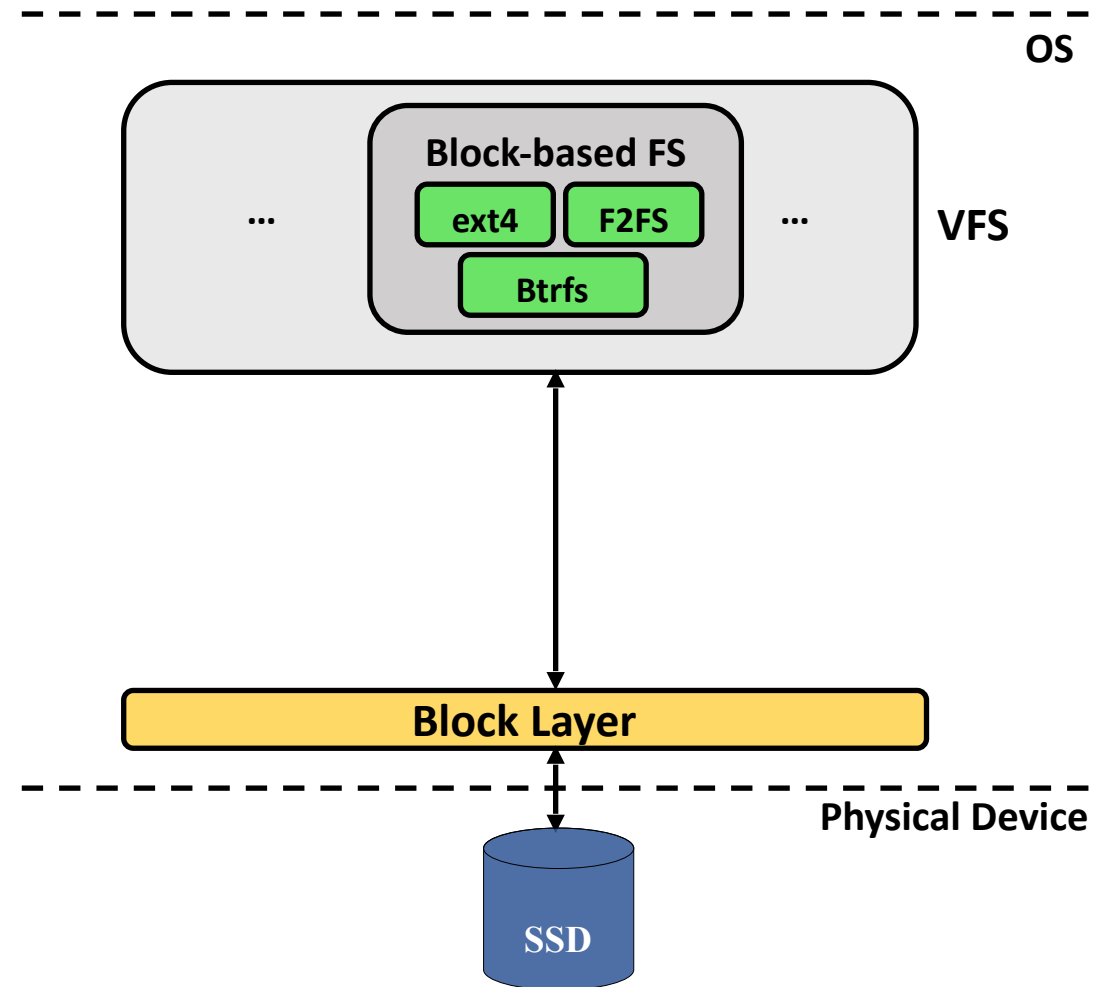 OS
Block-based FS
... ext4 F2FS ... VFS
Btrfs
Block Layer
Physical Device
SSD